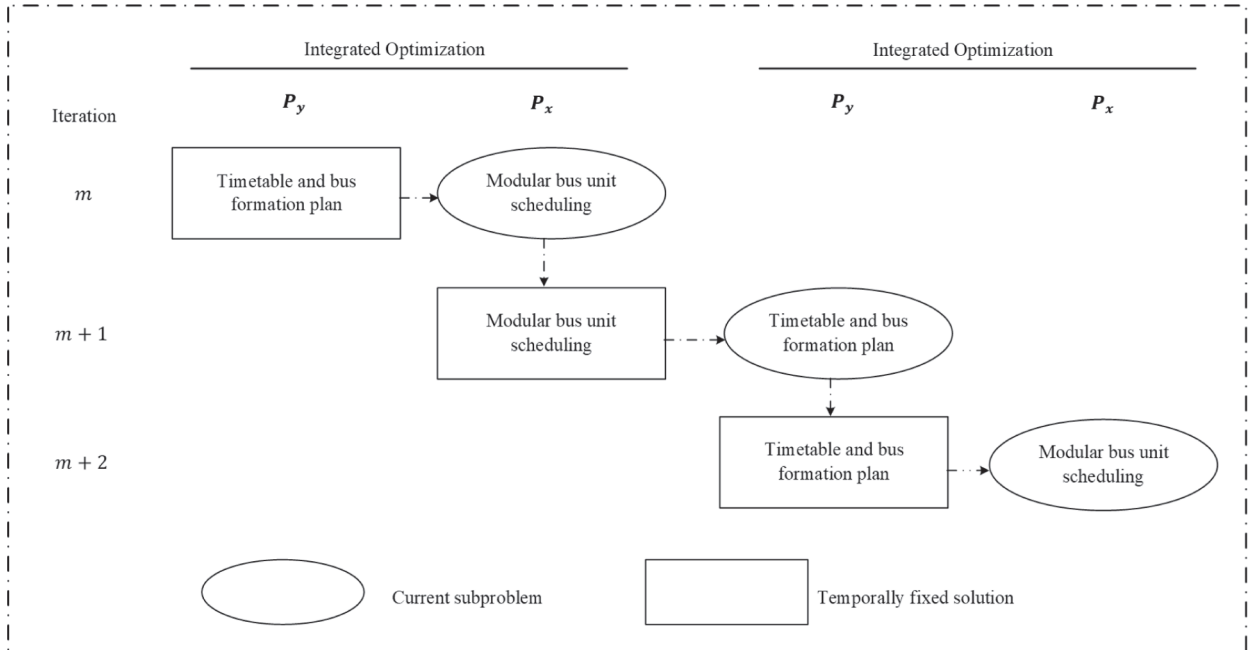 Integrated Optimization
Integrated Optimization
Iteration
P_y
P_x
P_y
P_x
m
Timetable and bus
formation plan
Modular bus unit
scheduling
m + 1
Modular bus unit
scheduling
Timetable and bus
formation plan
m + 2
Timetable and bus
formation plan
Modular bus unit
scheduling
Current subproblem
Temporally fixed solution